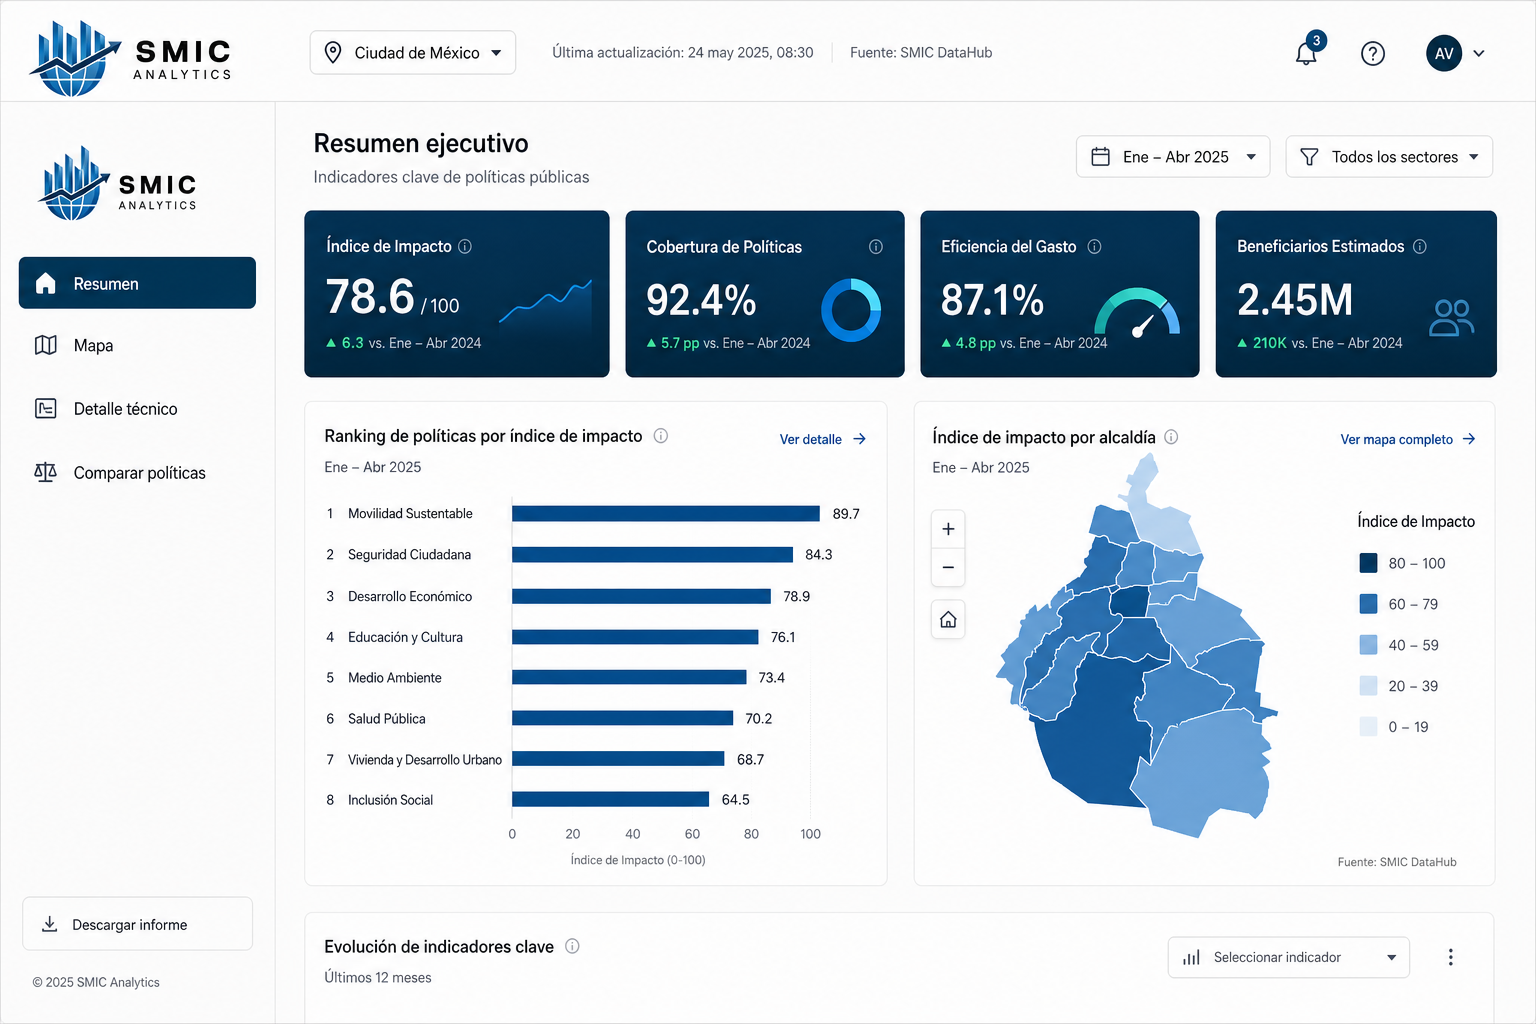 SMIC
ANALYTICS
Ciudad de México
Última actualización: 24 may 2025, 08:30
Fuente: SMIC DataHub
3
AV
SMIC
ANALYTICS
Resumen
Mapa
Detalle técnico
Comparar políticas
Descargar informe
© 2025 SMIC Analytics
Resumen ejecutivo
Indicadores clave de políticas públicas
Ene – Abr 2025
Todos los sectores
Índice de Impacto
78.6 / 100
▲ 6.3 vs. Ene – Abr 2024
Cobertura de Políticas
92.4%
▲ 5.7 pp vs. Ene – Abr 2024
Eficiencia del Gasto
87.1%
▲ 4.8 pp vs. Ene – Abr 2024
Beneficiarios Estimados
2.45M
▲ 210K vs. Ene – Abr 2024
Ranking de políticas por índice de impacto
Ver detalle →
Ene – Abr 2025
1 Movilidad Sustentable 89.7
2 Seguridad Ciudadana 84.3
3 Desarrollo Económico 78.9
4 Educación y Cultura 76.1
5 Medio Ambiente 73.4
6 Salud Pública 70.2
7 Vivienda y Desarrollo Urbano 68.7
8 Inclusión Social 64.5
0 20 40 60 80 100
Índice de Impacto (0-100)
Índice de impacto por alcaldía
Ver mapa completo →
Ene – Abr 2025
+
−
Índice de Impacto
80 – 100
60 – 79
40 – 59
20 – 39
0 – 19
Fuente: SMIC DataHub
Evolución de indicadores clave
Últimos 12 meses
Seleccionar indicador